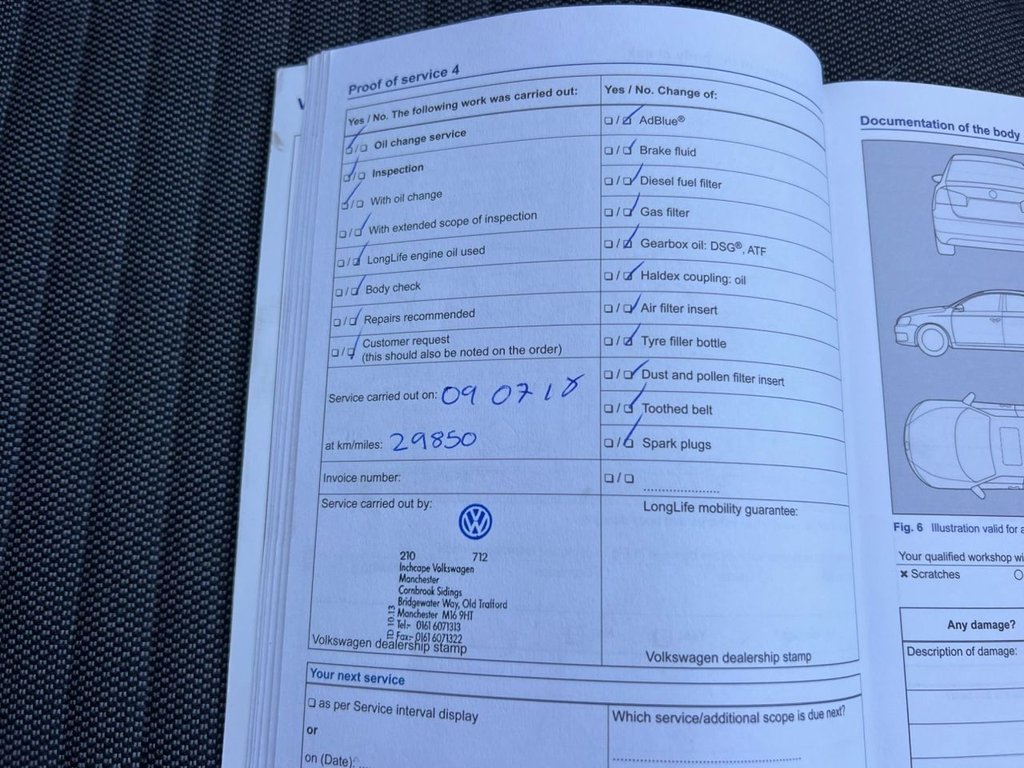 Proof of service 4
Yes / No. The following work was carried out:
☑/☐ Oil change service
☑/☐ Inspection
☑/☐ With oil change
☐/☑ With extended scope of inspection
☐/☑ LongLife engine oil used
☐/☑ Body check
☐/☑ Repairs recommended
☐/☑ Customer request
(this should also be noted on the order)
Service carried out on: 09 07 18
at km/miles: 29850
Invoice number:
Service carried out by:
210 712
Inchcape Volkswagen
Manchester
Cornbrook Sidings
Bridgewater Way, Old Trafford
Manchester M16 9HT
Tel:- 0161 6071313
Fax:- 0161 6071322
ID 10.13
Volkswagen dealership stamp
Yes / No. Change of:
☐/☑ AdBlue®
☐/☑ Brake fluid
☐/☑ Diesel fuel filter
☐/☑ Gas filter
☐/☑ Gearbox oil: DSG®, ATF
☐/☑ Haldex coupling: oil
☐/☑ Air filter insert
☐/☑ Tyre filler bottle
☐/☑ Dust and pollen filter insert
☐/☑ Toothed belt
☐/☑ Spark plugs
☐/☐ ....................
LongLife mobility guarantee:
Volkswagen dealership stamp
Your next service
☐ as per Service interval display
or
on (Date):
Which service/additional scope is due next?
Documentation of the body
Fig. 6 Illustration valid for
Your qualified workshop
✖ Scratches
Any damage?
Description of damage: